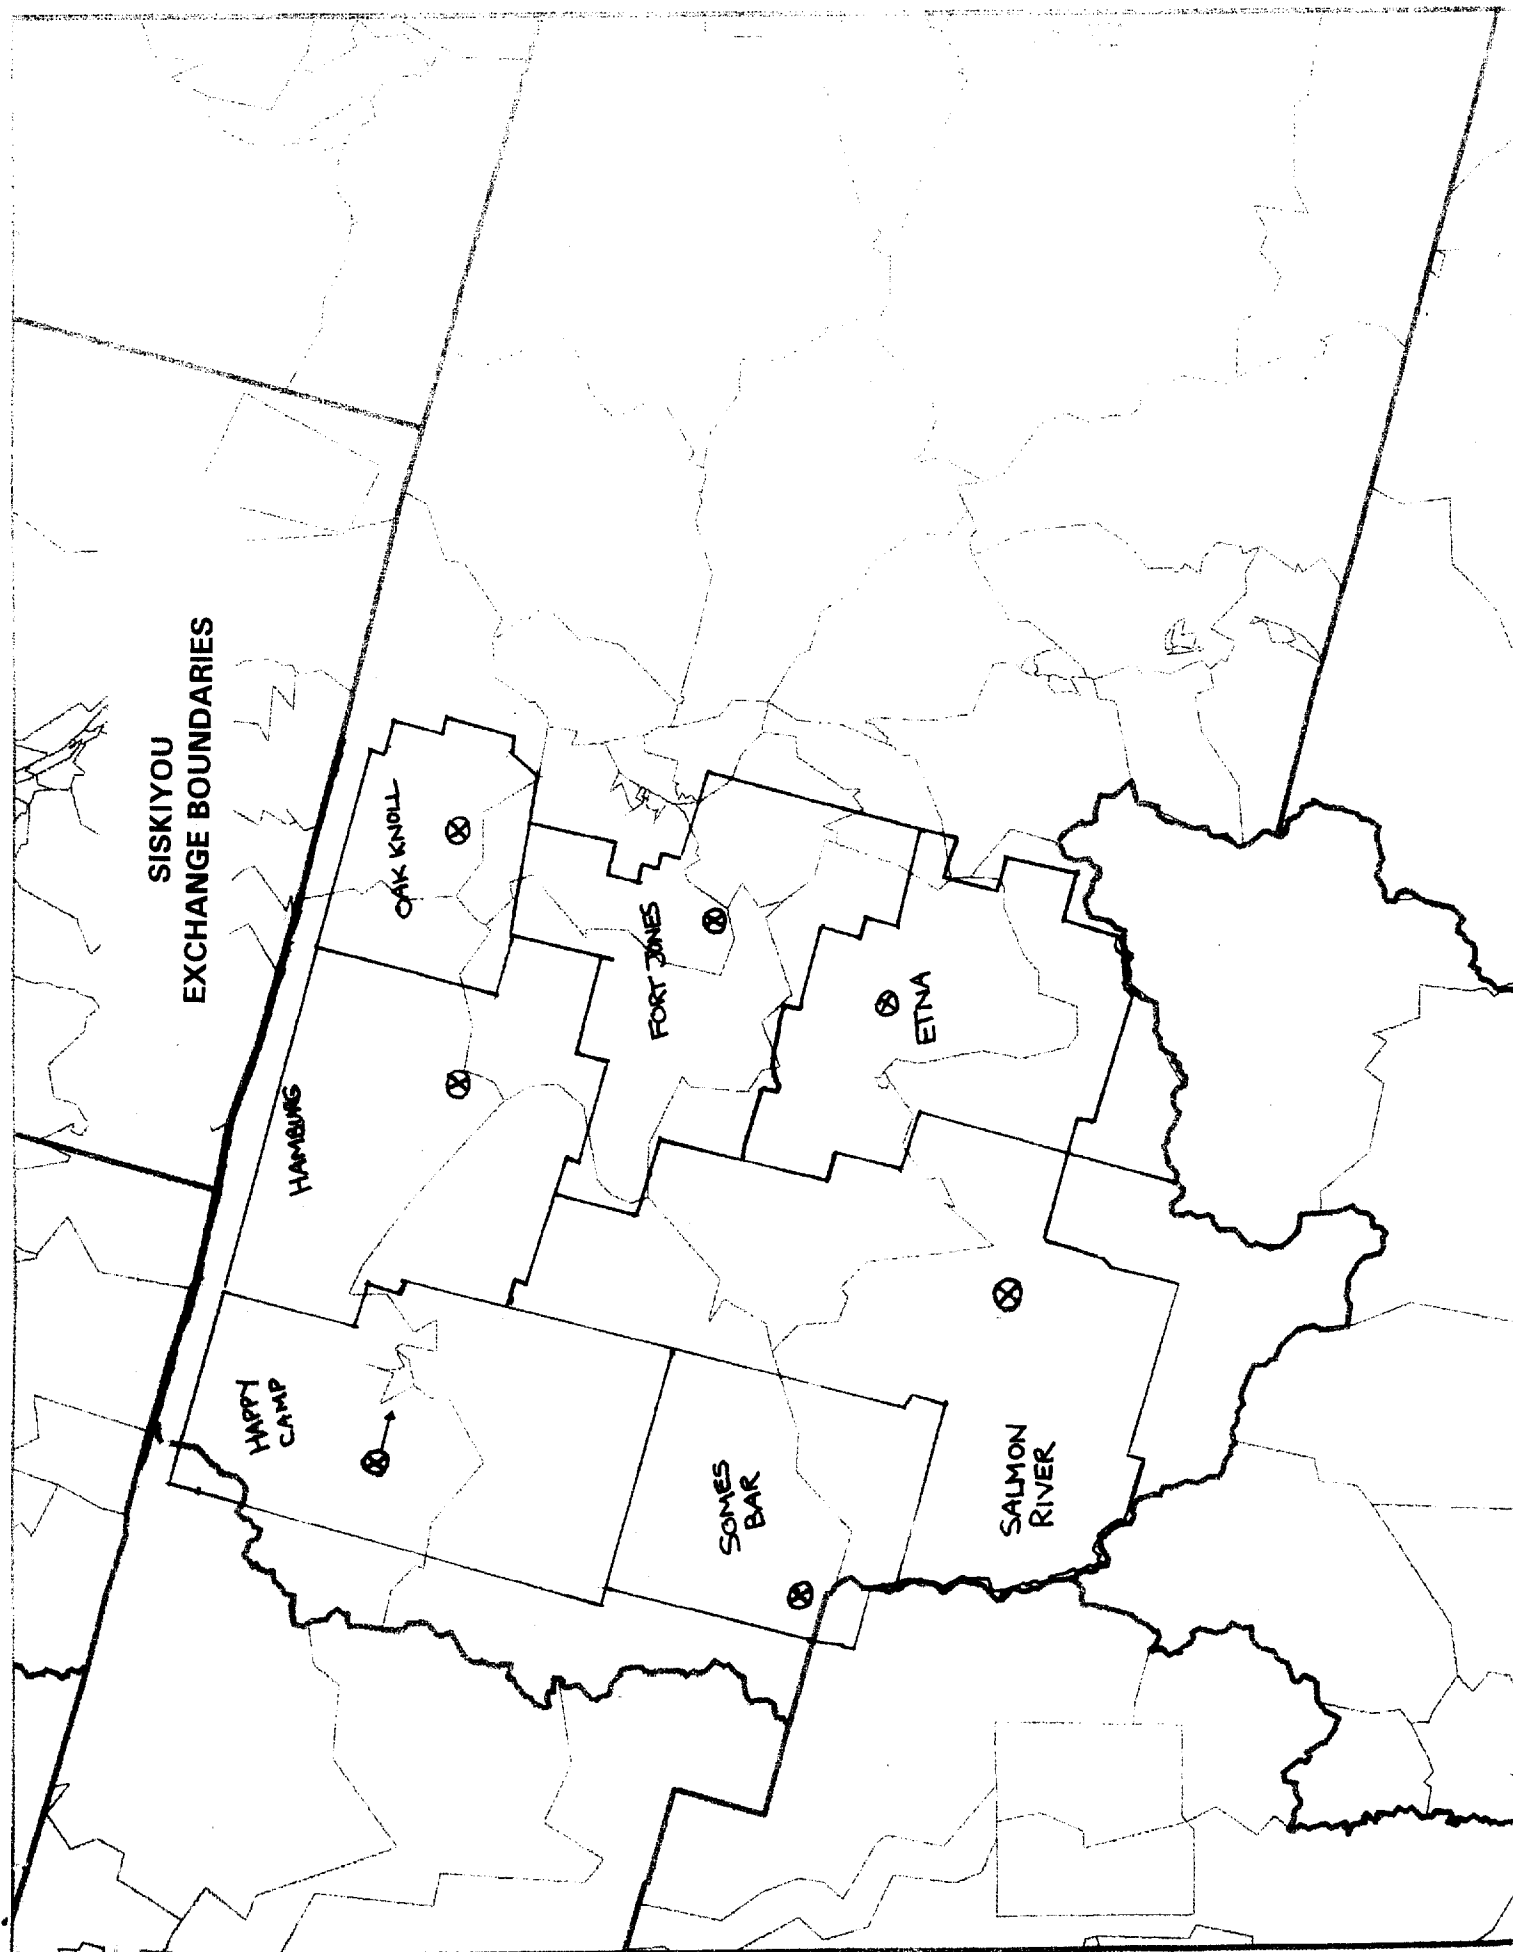 SISKIYOU
EXCHANGE BOUNDARIES
OAK KNOLL
HAMBURG
FORT JONES
HAPPY
CAMP
ETNA
SOMES
BAR
SALMON
RIVER